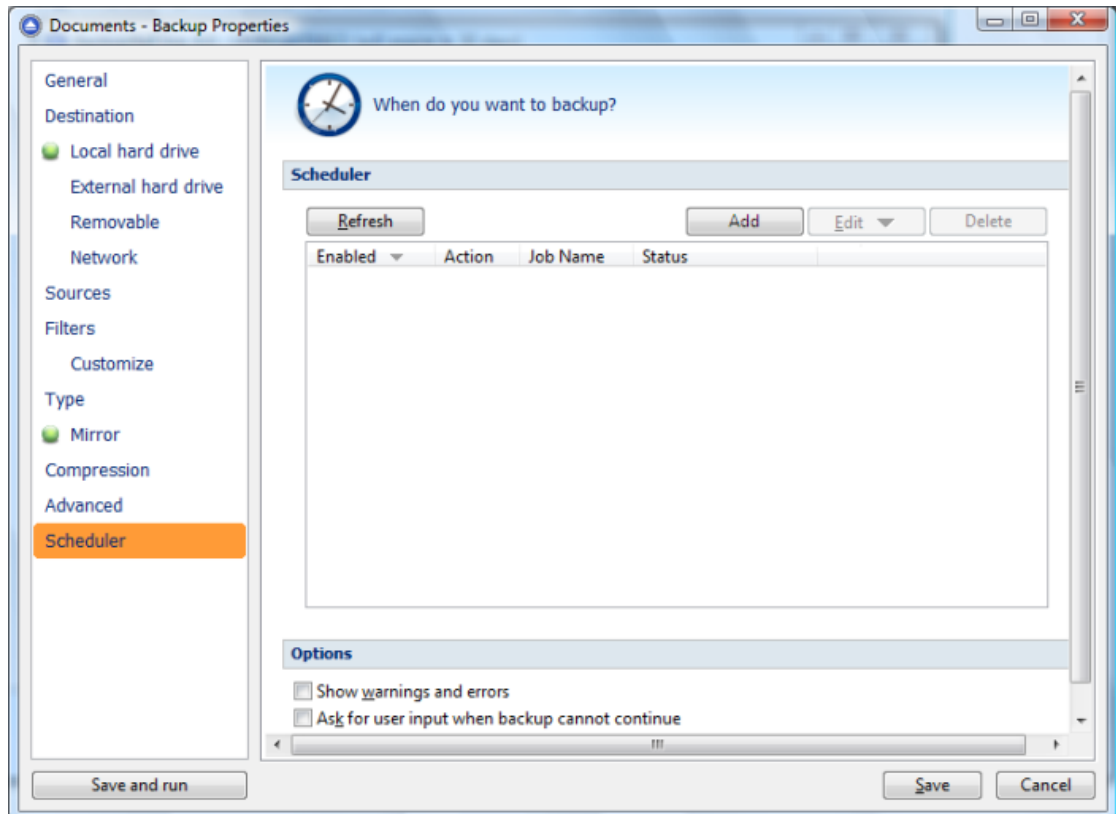 Documents - Backup Properties
General
Destination
Local hard drive
External hard drive
Removable
Network
Sources
Filters
Customize
Type
Mirror
Compression
Advanced
Scheduler
When do you want to backup?
Scheduler
Refresh Add Edit Delete
Enabled Action Job Name Status
Options
Show warnings and errors
Ask for user input when backup cannot continue
Save and run Save Cancel